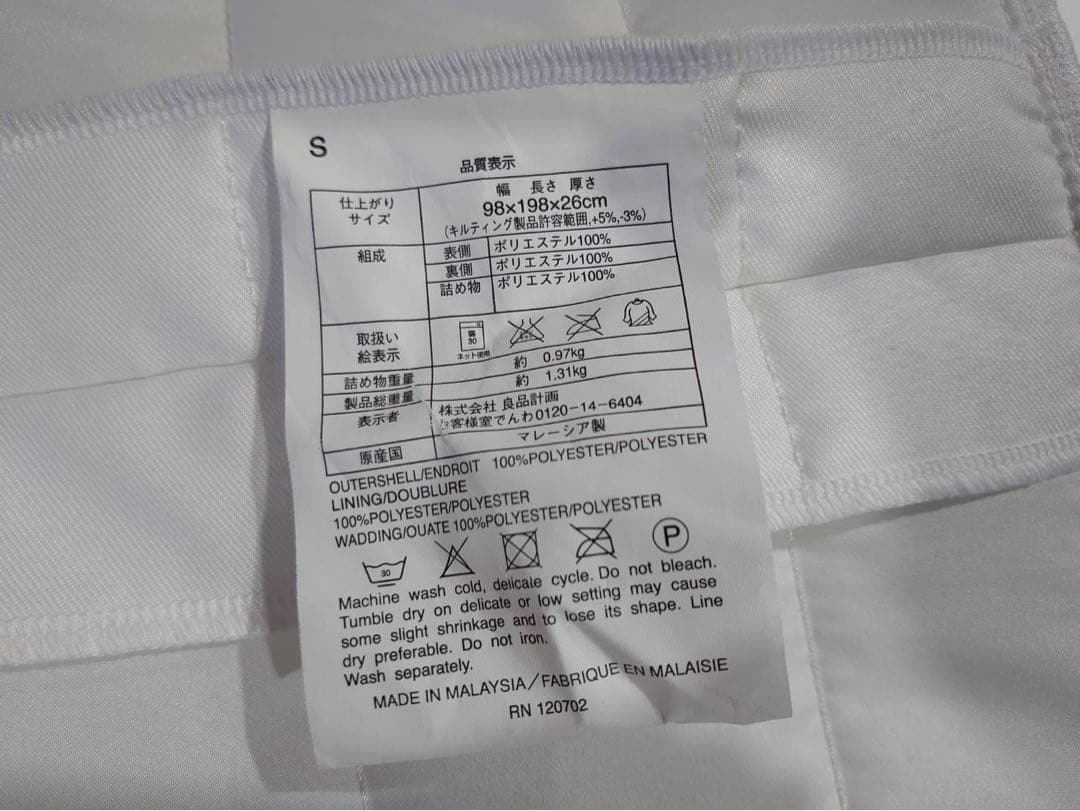 S
品質表示
仕上がり
サイズ
幅 長さ 厚さ
98×198×26cm
(キルティング製品許容範囲,+5%,-3%)
組成
表側 ポリエステル100%
裏側 ポリエステル100%
詰め物 ポリエステル100%
取扱い
絵表示
弱
30
ネット使用
詰め物重量 約 0.97kg
製品総重量 約 1.31kg
表示者
株式会社 良品計画
お客様室でんわ0120-14-6404
原産国 マレーシア製
OUTERSHELL/ENDROIT 100%POLYESTER/POLYESTER
LINING/DOUBLURE
100%POLYESTER/POLYESTER
WADDING/OUATE 100%POLYESTER/POLYESTER
30
P
Machine wash cold, delicate cycle. Do not bleach.
Tumble dry on delicate or low setting may cause
some slight shrinkage and to lose its shape. Line
dry preferable. Do not iron.
Wash separately.
MADE IN MALAYSIA/FABRIQUE EN MALAISIE
RN 120702